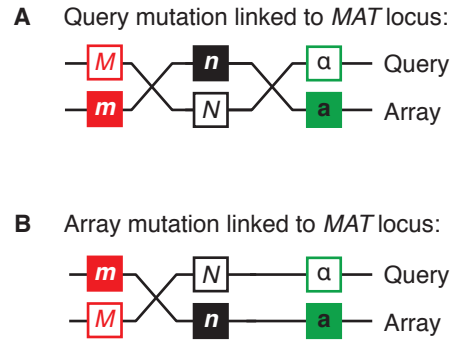 A Query mutation linked to MAT locus:
M n α Query
m N a Array
B Array mutation linked to MAT locus:
m N α Query
M n a Array